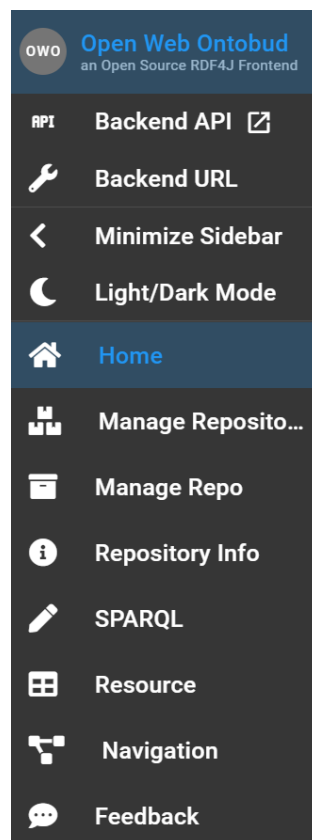 OWO
Open Web Ontobud
an Open Source RDF4J Frontend
API
Backend API
Backend URL
Minimize Sidebar
Light/Dark Mode
Home
Manage Reposito...
Manage Repo
Repository Info
SPARQL
Resource
Navigation
Feedback